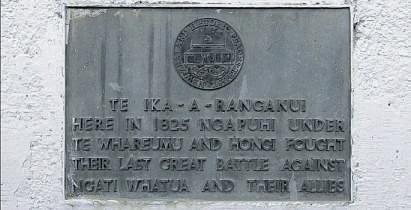 TE IKA-A-RANGANUI
HERE IN 1825 NGAPUHI UNDER
TE WHAREUMU AND HONGI FOUGHT
THEIR LAST GREAT BATTLE AGAINST
NGATI WHATUA AND THEIR ALLIES